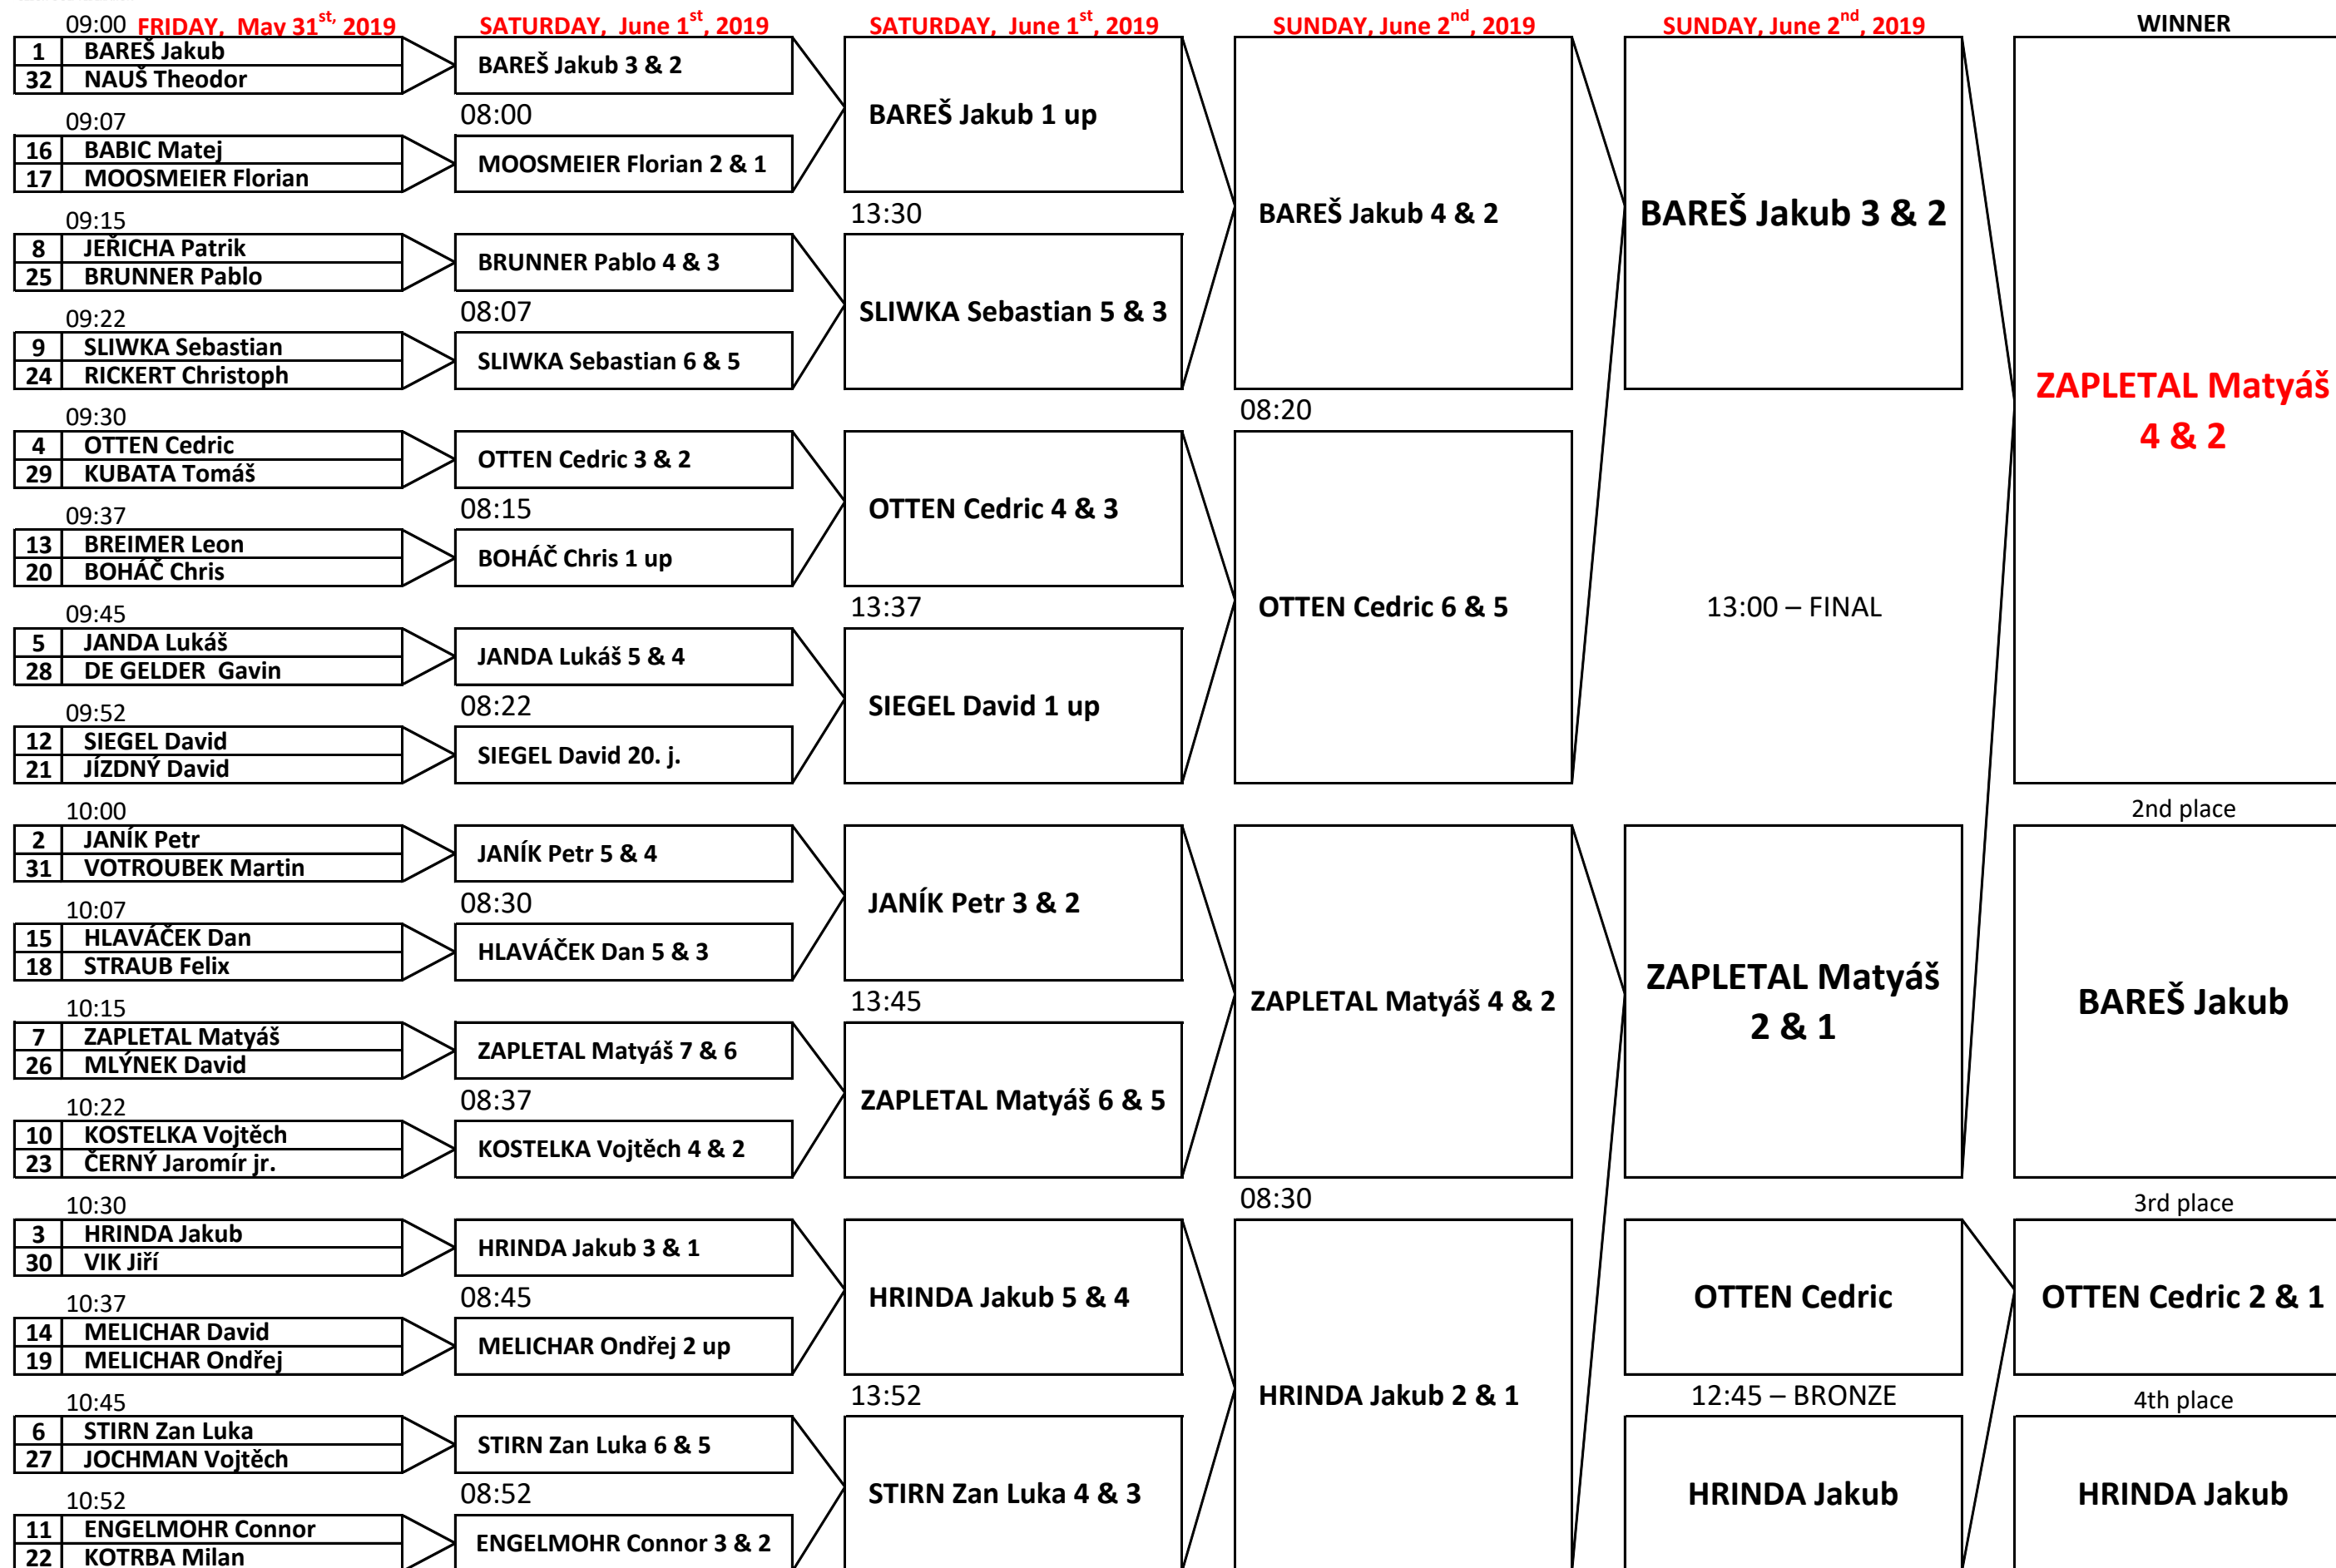 09:00 FRIDAY, May 31st, 2019
SATURDAY, June 1st, 2019
SATURDAY, June 1st, 2019
SUNDAY, June 2nd, 2019
SUNDAY, June 2nd, 2019
WINNER
1 BAREŠ Jakub
32 NAUŠ Theodor
09:07
16 BABIC Matej
17 MOOSMEIER Florian
09:15
8 JEŘICHA Patrik
25 BRUNNER Pablo
09:22
9 SLIWKA Sebastian
24 RICKERT Christoph
09:30
4 OTTEN Cedric
29 KUBATA Tomáš
09:37
13 BREIMER Leon
20 BOHÁČ Chris
09:45
5 JANDA Lukáš
28 DE GELDER Gavin
09:52
12 SIEGEL David
21 JÍZDNÝ David
10:00
2 JANÍK Petr
31 VOTROUBEK Martin
10:07
15 HLAVÁČEK Dan
18 STRAUB Felix
10:15
7 ZAPLETAL Matyáš
26 MLÝNEK David
10:22
10 KOSTELKA Vojtěch
23 ČERNÝ Jaromír jr.
10:30
3 HRINDA Jakub
30 VIK Jiří
10:37
14 MELICHAR David
19 MELICHAR Ondřej
10:45
6 STIRN Zan Luka
27 JOCHMAN Vojtěch
10:52
11 ENGELMOHR Connor
22 KOTRBA Milan
BAREŠ Jakub 3 & 2
08:00
MOOSMEIER Florian 2 & 1
BRUNNER Pablo 4 & 3
08:07
SLIWKA Sebastian 6 & 5
OTTEN Cedric 3 & 2
08:15
BOHÁČ Chris 1 up
JANDA Lukáš 5 & 4
08:22
SIEGEL David 20. j.
JANÍK Petr 5 & 4
08:30
HLAVÁČEK Dan 5 & 3
ZAPLETAL Matyáš 7 & 6
08:37
KOSTELKA Vojtěch 4 & 2
HRINDA Jakub 3 & 1
08:45
MELICHAR Ondřej 2 up
STIRN Zan Luka 6 & 5
08:52
ENGELMOHR Connor 3 & 2
BAREŠ Jakub 1 up
13:30
SLIWKA Sebastian 5 & 3
OTTEN Cedric 4 & 3
13:37
SIEGEL David 1 up
JANÍK Petr 3 & 2
13:45
ZAPLETAL Matyáš 6 & 5
HRINDA Jakub 5 & 4
13:52
STIRN Zan Luka 4 & 3
BAREŠ Jakub 4 & 2
08:20
OTTEN Cedric 6 & 5
ZAPLETAL Matyáš 4 & 2
08:30
HRINDA Jakub 2 & 1
BAREŠ Jakub 3 & 2
13:00 – FINAL
ZAPLETAL Matyáš
2 & 1
OTTEN Cedric
12:45 – BRONZE
HRINDA Jakub
ZAPLETAL Matyáš
4 & 2
2nd place
BAREŠ Jakub
3rd place
OTTEN Cedric 2 & 1
4th place
HRINDA Jakub